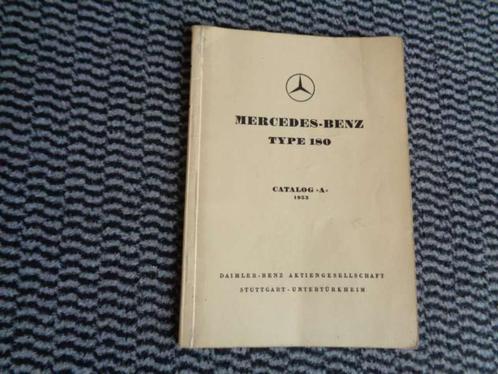 MERCEDES-BENZ
TYPE 180
CATALOG »A«
1953
DAIMLER-BENZ AKTIENGESELLSCHAFT
STUTTGART-UNTERTÜRKHEIM